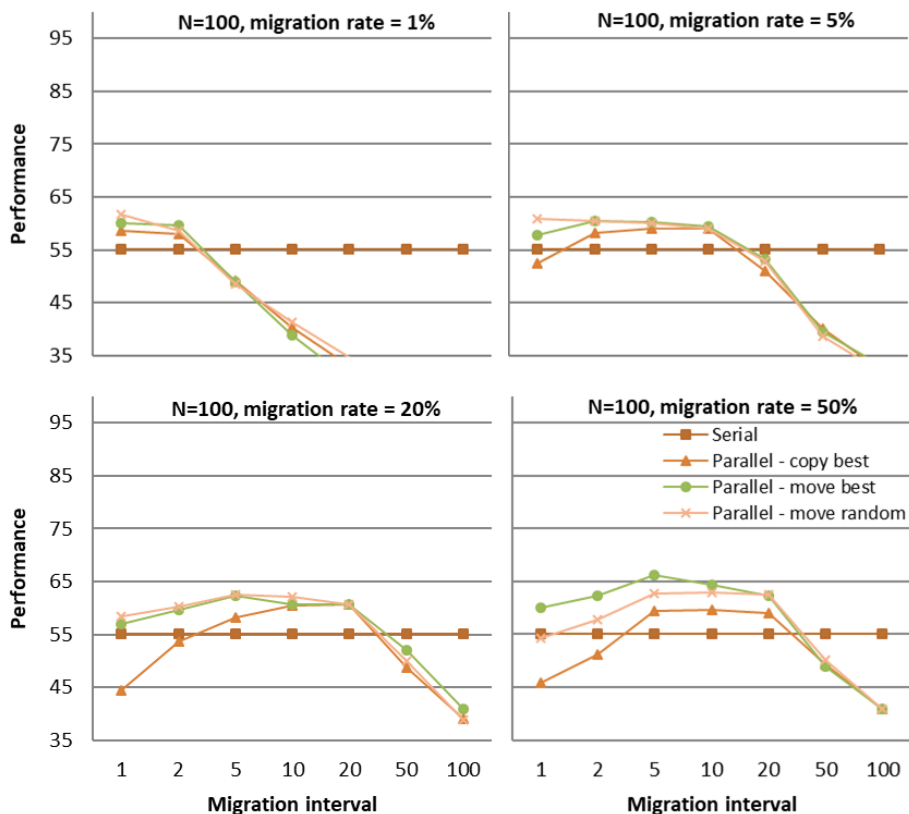 N=100, migration rate = 1%
95
85
75
65
55
45
35
Performance
N=100, migration rate = 5%
N=100, migration rate = 20%
95
85
75
65
55
45
35
Performance
1 2 5 10 20 50 100
Migration interval
N=100, migration rate = 50%
Serial
Parallel - copy best
Parallel - move best
Parallel - move random
1 2 5 10 20 50 100
Migration interval